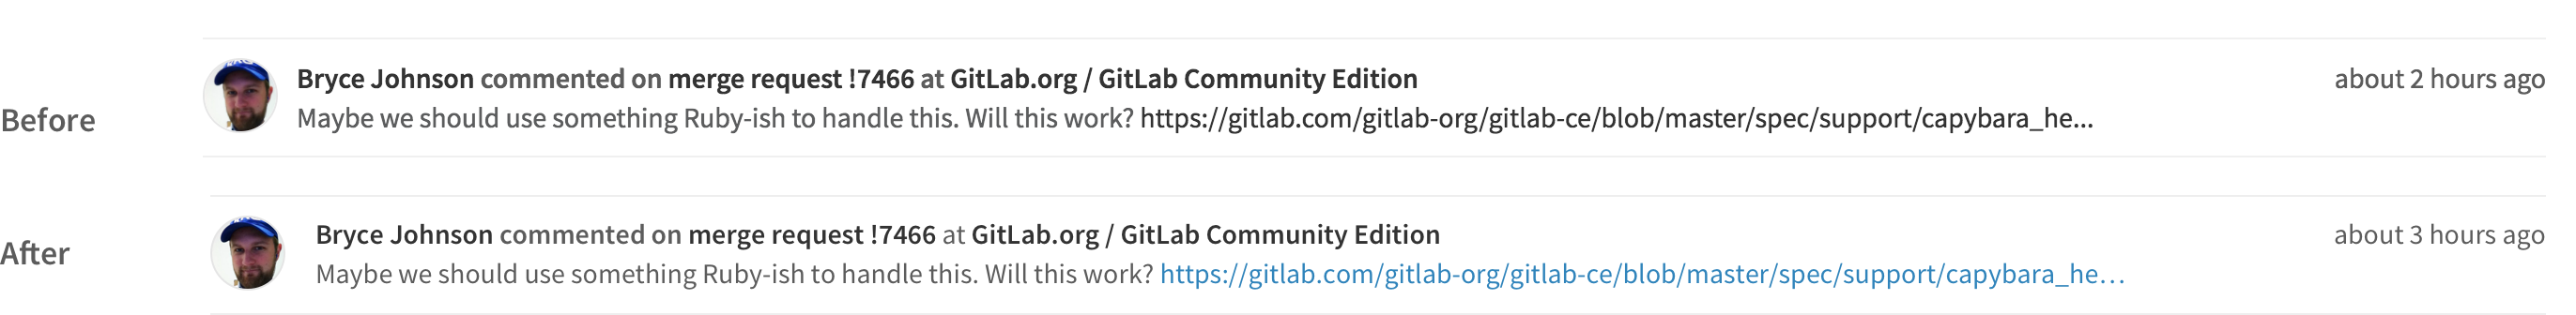 Bryce Johnson commented on merge request !7466 at GitLab.org / GitLab Community Edition about 2 hours ago
Before
Maybe we should use something Ruby-ish to handle this. Will this work? https://gitlab.com/gitlab-org/gitlab-ce/blob/master/spec/support/capybara_he...
Bryce Johnson commented on merge request !7466 at GitLab.org / GitLab Community Edition about 3 hours ago
After
Maybe we should use something Ruby-ish to handle this. Will this work? https://gitlab.com/gitlab-org/gitlab-ce/blob/master/spec/support/capybara_he...